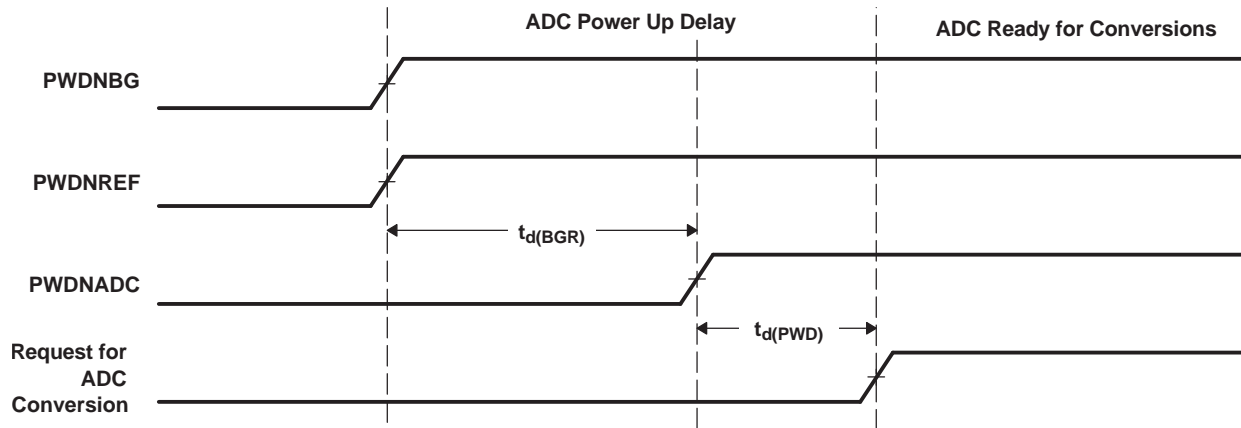 ADC Power Up Delay
ADC Ready for Conversions
PWDNBG
PWDNREF
td(BGR)
PWDNADC
td(PWD)
Request for
ADC
Conversion